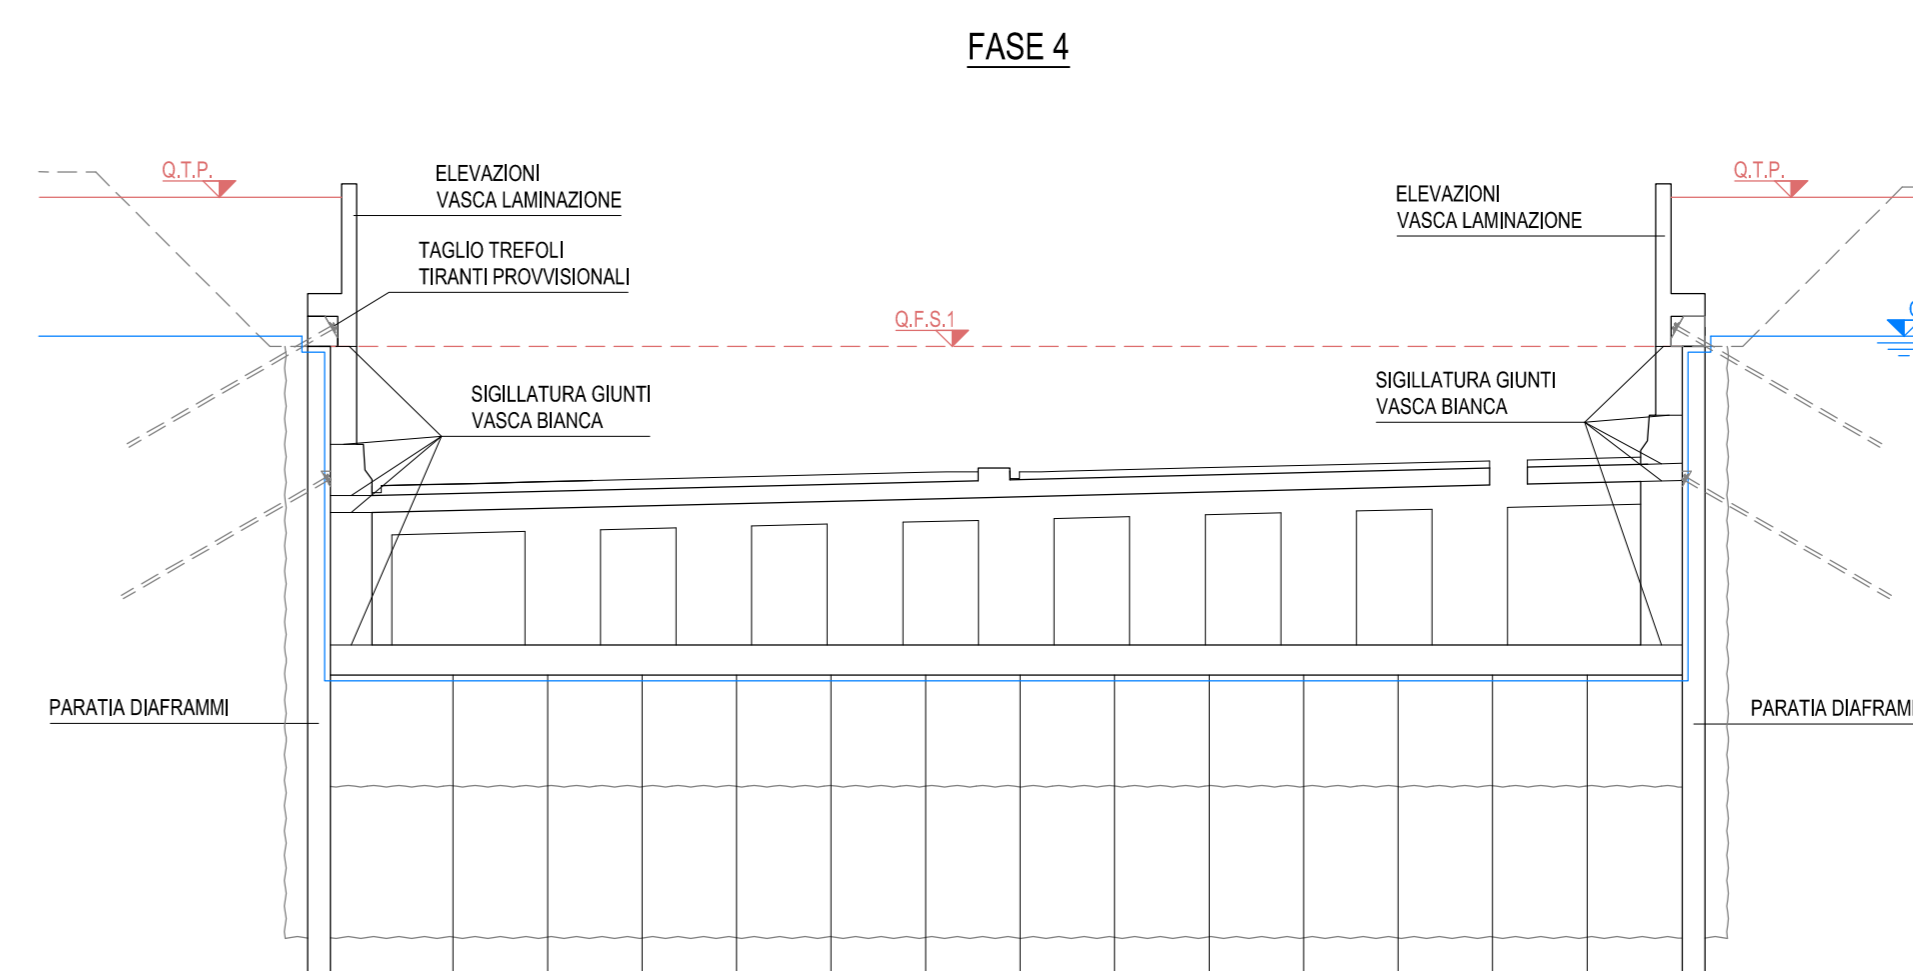 FASE 4
Q.T.P.
ELEVAZIONI
VASCA LAMINAZIONE
Q.T.P.
ELEVAZIONI
VASCA LAMINAZIONE
TAGLIO TREFOLI
TIRANTI PROVVISIONALI
Q.F.S.1
SIGILLATURA GIUNTI
VASCA BIANCA
SIGILLATURA GIUNTI
VASCA BIANCA
PARATIA DIAFRAMMI
PARATIA